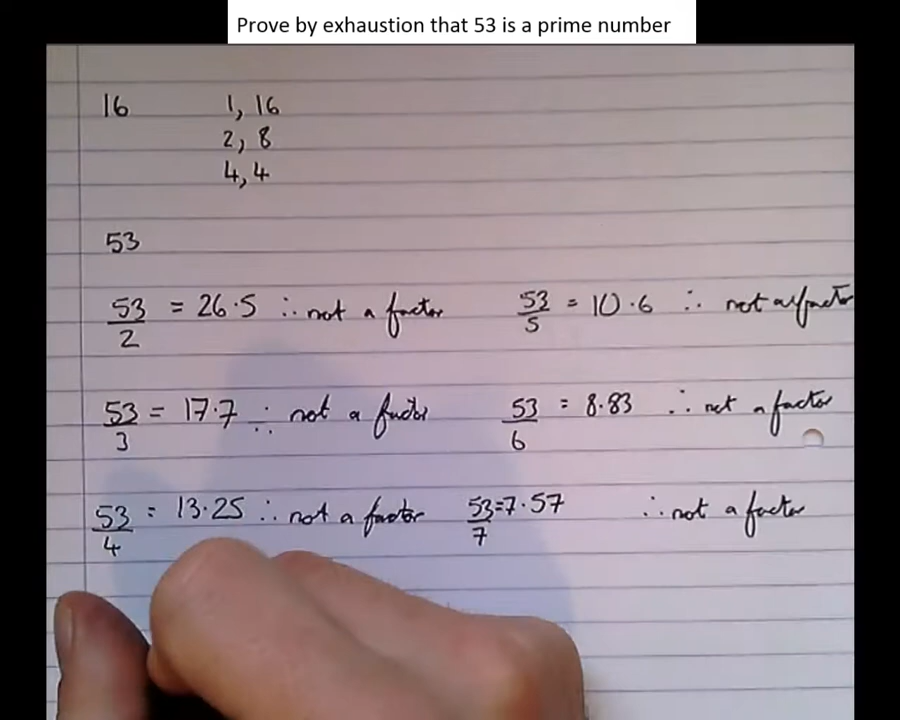 Prove by exhaustion that 53 is a prime number
16 1, 16
2, 8
4, 4
53
53/2 = 26.5 ∴ not a factor
53/3 = 17.7 ∴ not a factor
53/4 = 13.25 ∴ not a factor
53/5 = 10.6 ∴ not a factor
53/6 = 8.83 ∴ not a factor
53/7 = 7.57 ∴ not a factor